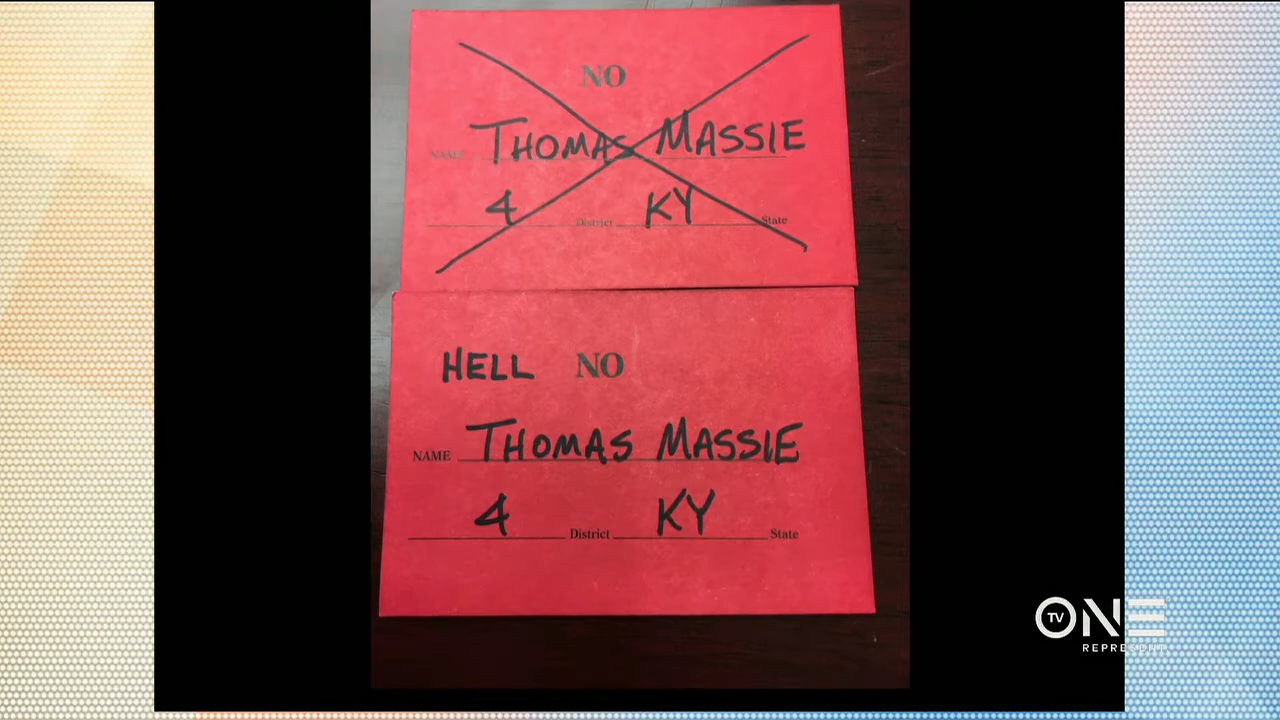 NO
NAME THOMAS MASSIE
4 District KY State
HELL NO
NAME THOMAS MASSIE
4 District KY State
TV ONE
REPRESENT